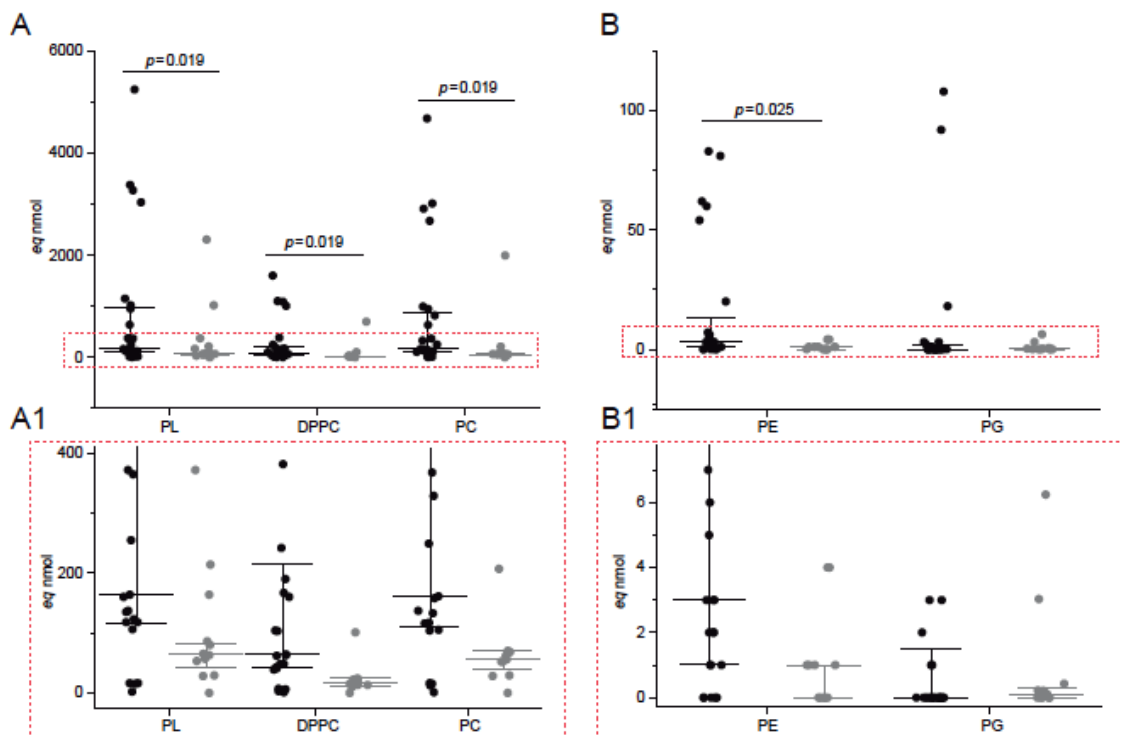 A
B
6000
4000
2000
0
eq nmol
p=0.019
p=0.019
p=0.019
PL
DPPC
PC
100
50
0
eq nmol
p=0.025
PE
PG
A1
B1
400
200
0
eq nmol
PL
DPPC
PC
6
4
2
0
eq nmol
PE
PG